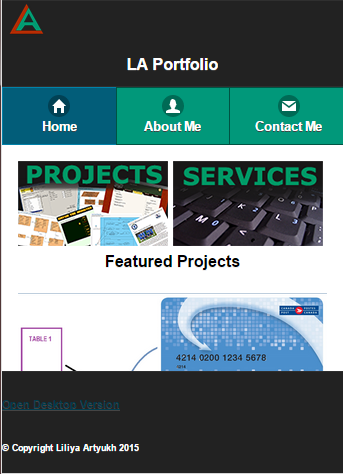 A
LA Portfolio
Home
About Me
Contact Me
PROJECTS
SERVICES
Featured Projects
TABLE 1
4214 0200 1234 5678
Open Desktop Version
© Copyright Liliya Artyukh 2015